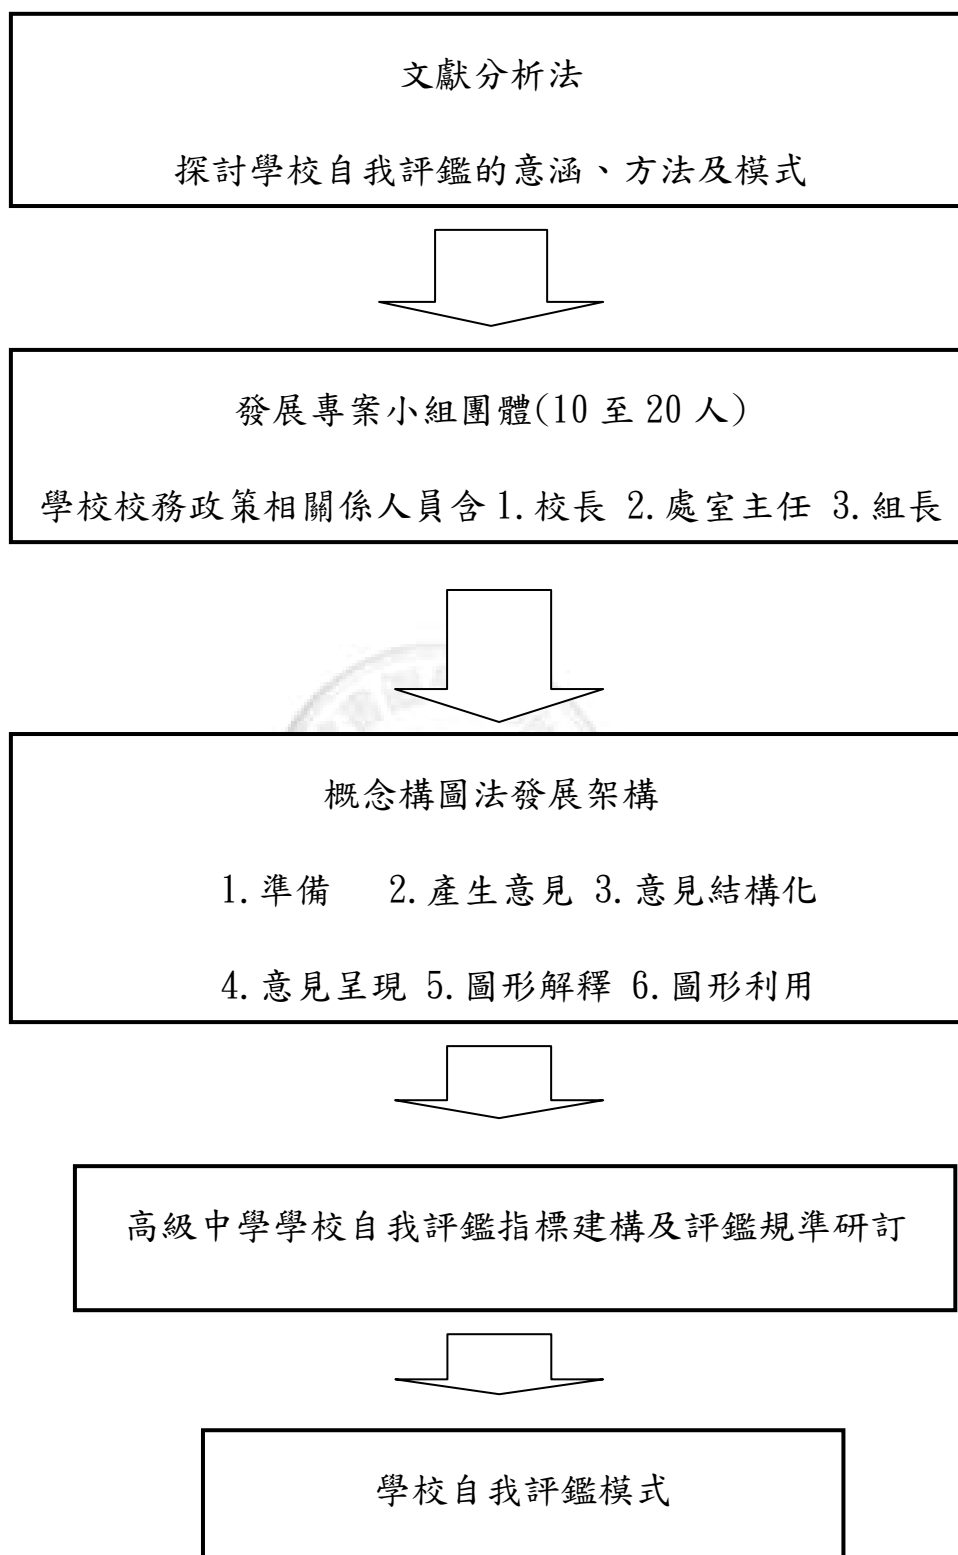 文獻分析法
探討學校自我評鑑的意涵、方法及模式
發展專案小組團體(10 至 20 人)
學校校務政策相關係人員含 1.校長 2.處室主任 3.組長
概念構圖法發展架構
1.準備 2.產生意見 3.意見結構化
4.意見呈現 5.圖形解釋 6.圖形利用
高級中學學校自我評鑑指標建構及評鑑規準研訂
學校自我評鑑模式